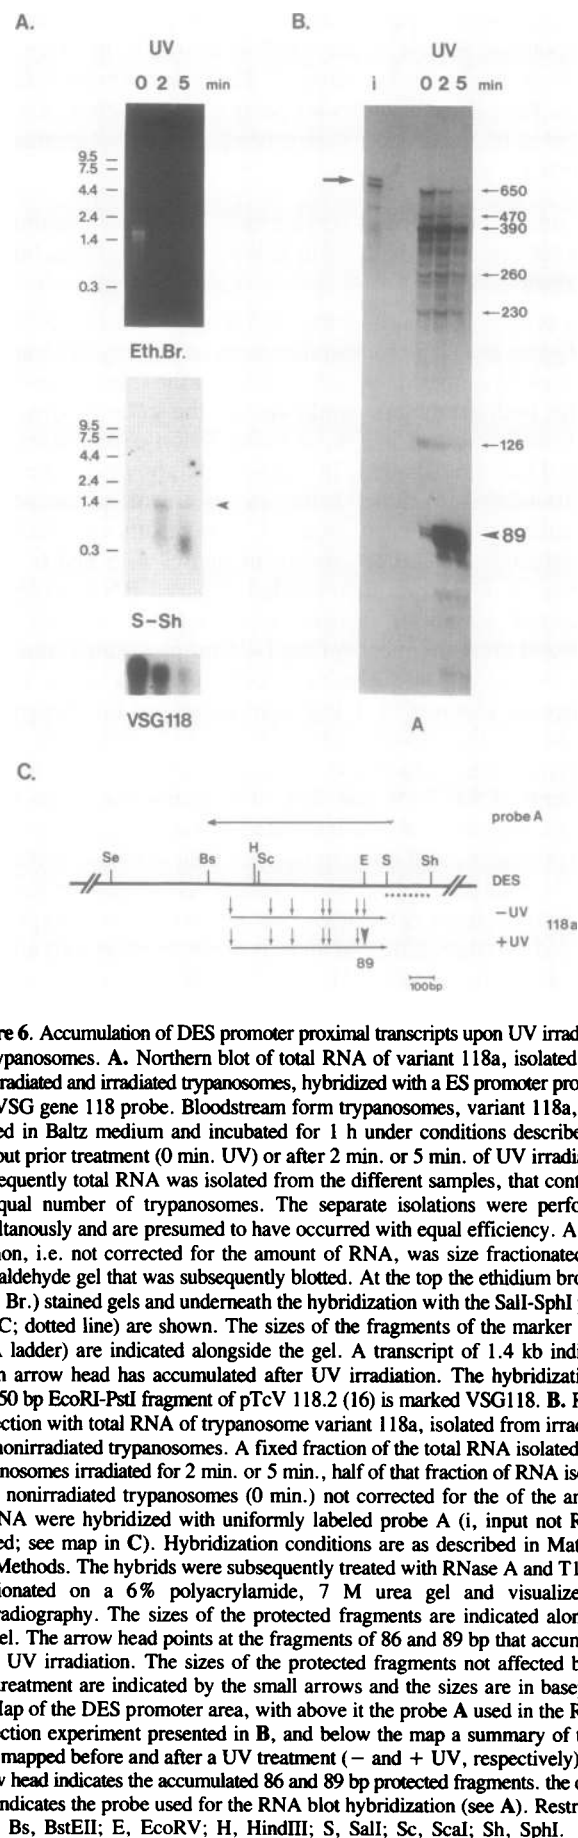 A.
B.
UV
UV
0 2 5 min
i 0 2 5 min
9.5
7.5
4.4
2.4
1.4
0.3
650
470
390
260
230
126
89
Eth.Br.
9.5
7.5
4.4
2.4
1.4
0.3
S-Sh
VSG118
A
C.
probe A
Se Bs H Sc E S Sh
DES
-UV
118a
+UV
89
100bp
re 6. Accumulation of DES promoter proximal transcripts upon UV irrad
ypanosomes. A. Northern blot of total RNA of variant 118a, isolated
radiated and irradiated trypanosomes, hybridized with a ES promoter pro
VSG gene 118 probe. Bloodstream form trypanosomes, variant 118a,
ed in Baltz medium and incubated for 1 h under conditions describe
out prior treatment (0 min. UV) or after 2 min. or 5 min. of UV irradia
equently total RNA was isolated from the different samples, that cont
qual number of trypanosomes. The separate isolations were perfo
ltanously and are presumed to have occurred with equal efficiency. A
on, i.e. not corrected for the amount of RNA, was size fractionated
aldehyde gel that was subsequently blotted. At the top the ethidium bro
Br.) stained gels and underneath the hybridization with the SalI-SphI
C; dotted line) are shown. The sizes of the fragments of the marker
A ladder) are indicated alongside the gel. A transcript of 1.4 kb indi
n arrow head has accumulated after UV irradiation. The hybridizati
50 bp EcoRI-PstI fragment of pTcV 118.2 (16) is marked VSG118. B.
ection with total RNA of trypanosome variant 118a, isolated from irrad
nonirradiated trypanosomes. A fixed fraction of the total RNA isolated
nosomes irradiated for 2 min. or 5 min., half of that fraction of RNA iso
nonirradiated trypanosomes (0 min.) not corrected for the of the am
NA were hybridized with uniformly labeled probe A (i, input not R
ed; see map in C). Hybridization conditions are as described in Mat
Methods. The hybrids were subsequently treated with RNase A and T1
ionated on a 6% polyacrylamide, 7 M urea gel and visualize
radiography. The sizes of the protected fragments are indicated alon
el. The arrow head points at the fragments of 86 and 89 bp that accum
UV irradiation. The sizes of the protected fragments not affected b
treatment are indicated by the small arrows and the sizes are in base
Map of the DES promoter area, with above it the probe A used in the R
ction experiment presented in B, and below the map a summary of t
mapped before and after a UV treatment (− and + UV, respectively)
w head indicates the accumulated 86 and 89 bp protected fragments. the d
indicates the probe used for the RNA blot hybridization (see A). Restr
Bs, BstEII; E, EcoRV; H, HindIII; S, SalI; Sc, ScaI; Sh, SphI.